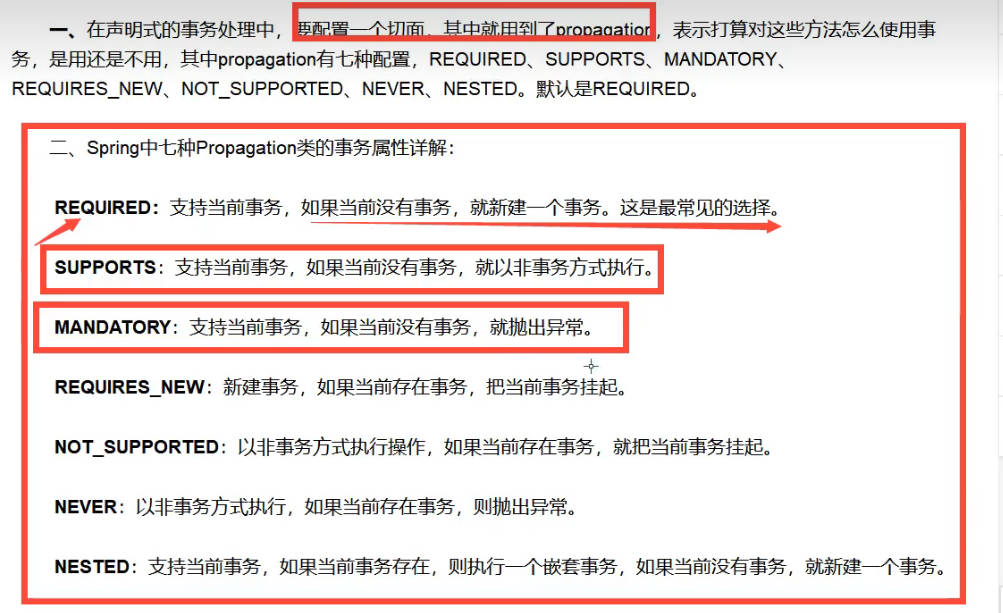 一、在声明式的事务处理中，要配置一个切面，其中就用到了propagation，表示打算对这些方法怎么使用事
务，是用还是不用，其中propagation有七种配置，REQUIRED、SUPPORTS、MANDATORY、
REQUIRES_NEW、NOT_SUPPORTED、NEVER、NESTED。默认是REQUIRED。
二、Spring中七种Propagation类的事务属性详解：
REQUIRED：支持当前事务，如果当前没有事务，就新建一个事务。这是最常见的选择。
SUPPORTS：支持当前事务，如果当前没有事务，就以非事务方式执行。
MANDATORY：支持当前事务，如果当前没有事务，就抛出异常。
REQUIRES_NEW：新建事务，如果当前存在事务，把当前事务挂起。
NOT_SUPPORTED：以非事务方式执行操作，如果当前存在事务，就把当前事务挂起。
NEVER：以非事务方式执行，如果当前存在事务，则抛出异常。
NESTED：支持当前事务，如果当前事务存在，则执行一个嵌套事务，如果当前没有事务，就新建一个事务。